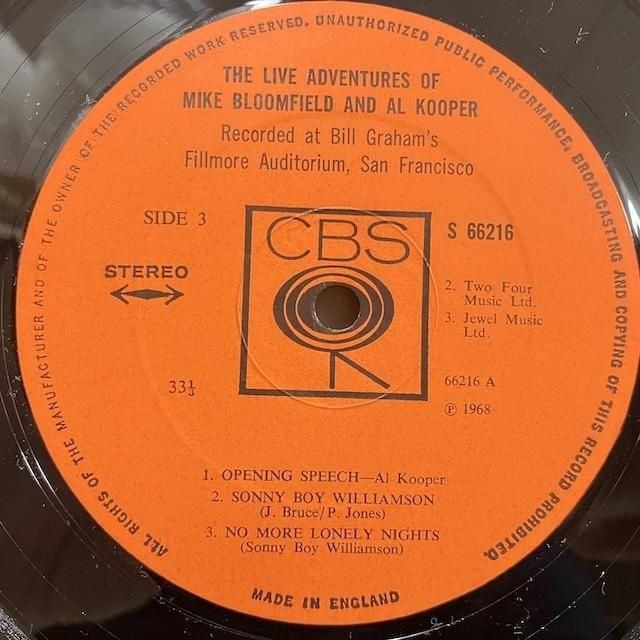 ALL RIGHTS OF THE MANUFACTURER AND OF THE OWNER OF THE RECORDED WORK RESERVED. UNAUTHORIZED PUBLIC PERFORMANCE, BROADCASTING AND COPYING OF THIS RECORD PROHIBITED.
THE LIVE ADVENTURES OF
MIKE BLOOMFIELD AND AL KOOPER
Recorded at Bill Graham's
Fillmore Auditorium, San Francisco
SIDE 3
CBS
S 66216
STEREO
2. Two Four
Music Ltd.
3. Jewel Music
Ltd.
33⅓
66216 A
℗ 1968
1. OPENING SPEECH—Al Kooper
2. SONNY BOY WILLIAMSON
(J. Bruce/P. Jones)
3. NO MORE LONELY NIGHTS
(Sonny Boy Williamson)
MADE IN ENGLAND